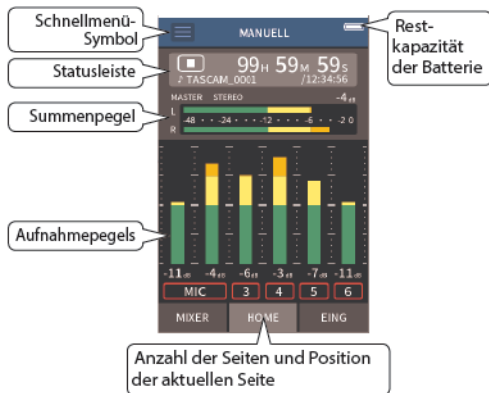 Schnellmenü-
Symbol
MANUELL
Rest-
kapazität
der Batterie
Statusleiste
99H 59M 59S
♪ TASCAM_0001 /12:34:56
MASTER STEREO -4dB
Summenpegel
L
-48 · · -24 · · · -12 · · · · -6 · · -2 0
R
Aufnahmepegels
-11dB -4dB -6dB -3dB -7dB -11dB
MIC 3 4 5 6
MIXER HOME EING
Anzahl der Seiten und Position
der aktuellen Seite